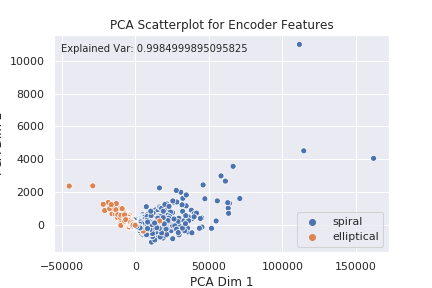 PCA Scatterplot for Encoder Features
Explained Var: 0.9984999895095825
10000
8000
6000
4000
2000
0
spiral
elliptical
−50000 0 50000 100000 150000
PCA Dim 1